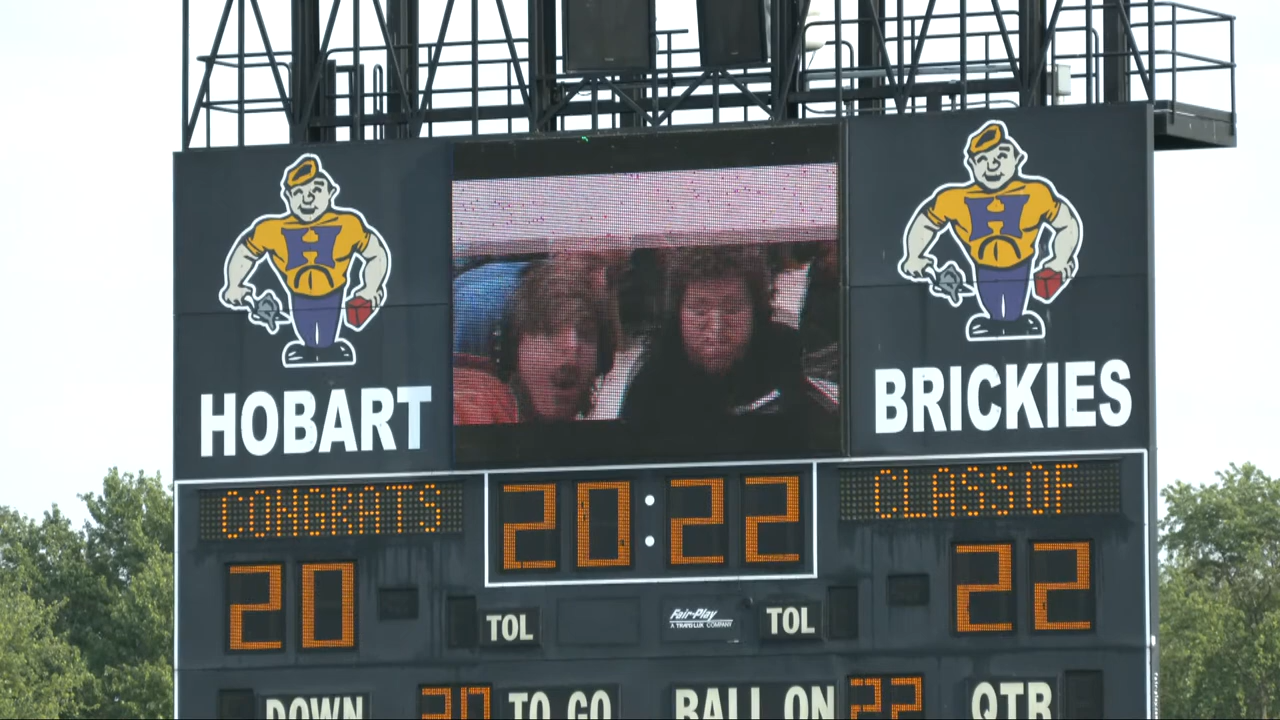 H
H
HOBART
BRICKIES
CONGRATS
20:22
CLASS OF
20
22
TOL
Fair-Play
A TRANS-LUX COMPANY
TOL
DOWN
20
TO GO
BALL ON
22
QTR